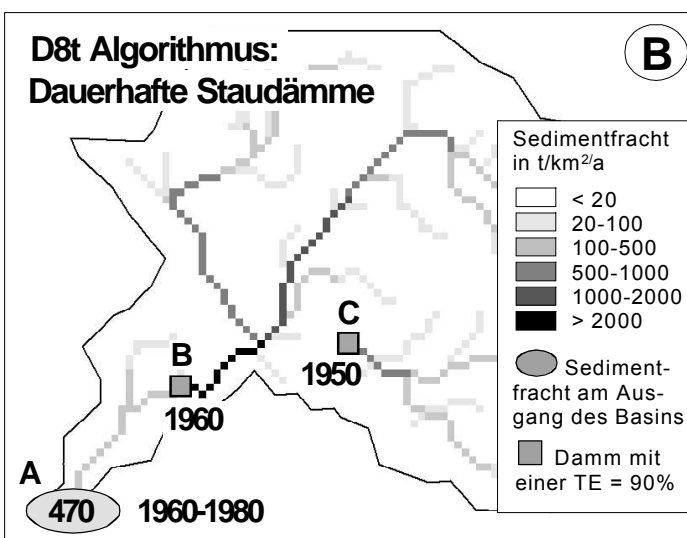 D8t Algorithmus:
Dauerhafte Staudämme
B
Sedimentfracht
in t/km²/a
< 20
20-100
100-500
500-1000
1000-2000
> 2000
Sediment-
fracht am Aus-
gang des Basins
Damm mit
einer TE = 90%
C
1950
B
1960
A
470
1960-1980